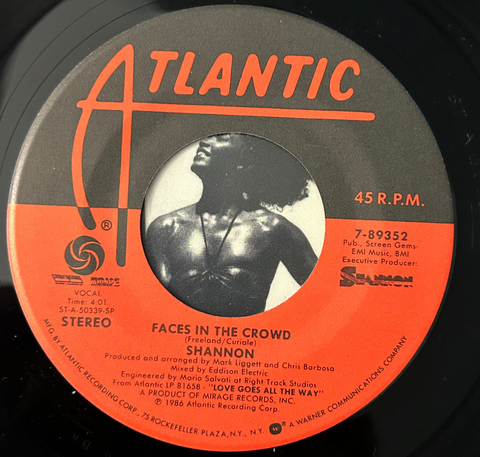 ATLANTIC
®
45 R.P.M.
7-89352
Pub., Screen Gems-
EMI Music, BMI
Executive Producer:
SHANNON
VOCAL
Time: 4:01
ST-A-50339-SP
STEREO
FACES IN THE CROWD
(Freeland/Curiale)
SHANNON
Produced and arranged by Mark Liggett and Chris Barbosa
Mixed by Eddison Electric
Engineered by Mario Salvati at Right Track Studios
From Atlantic LP 81658 - "LOVE GOES ALL THE WAY"
A PRODUCT OF MIRAGE RECORDS, INC.
℗ 1986 Atlantic Recording Corp.
MFG. BY ATLANTIC RECORDING CORP., 75 ROCKEFELLER PLAZA, N.Y., N.Y. ® A WARNER COMMUNICATIONS CO.